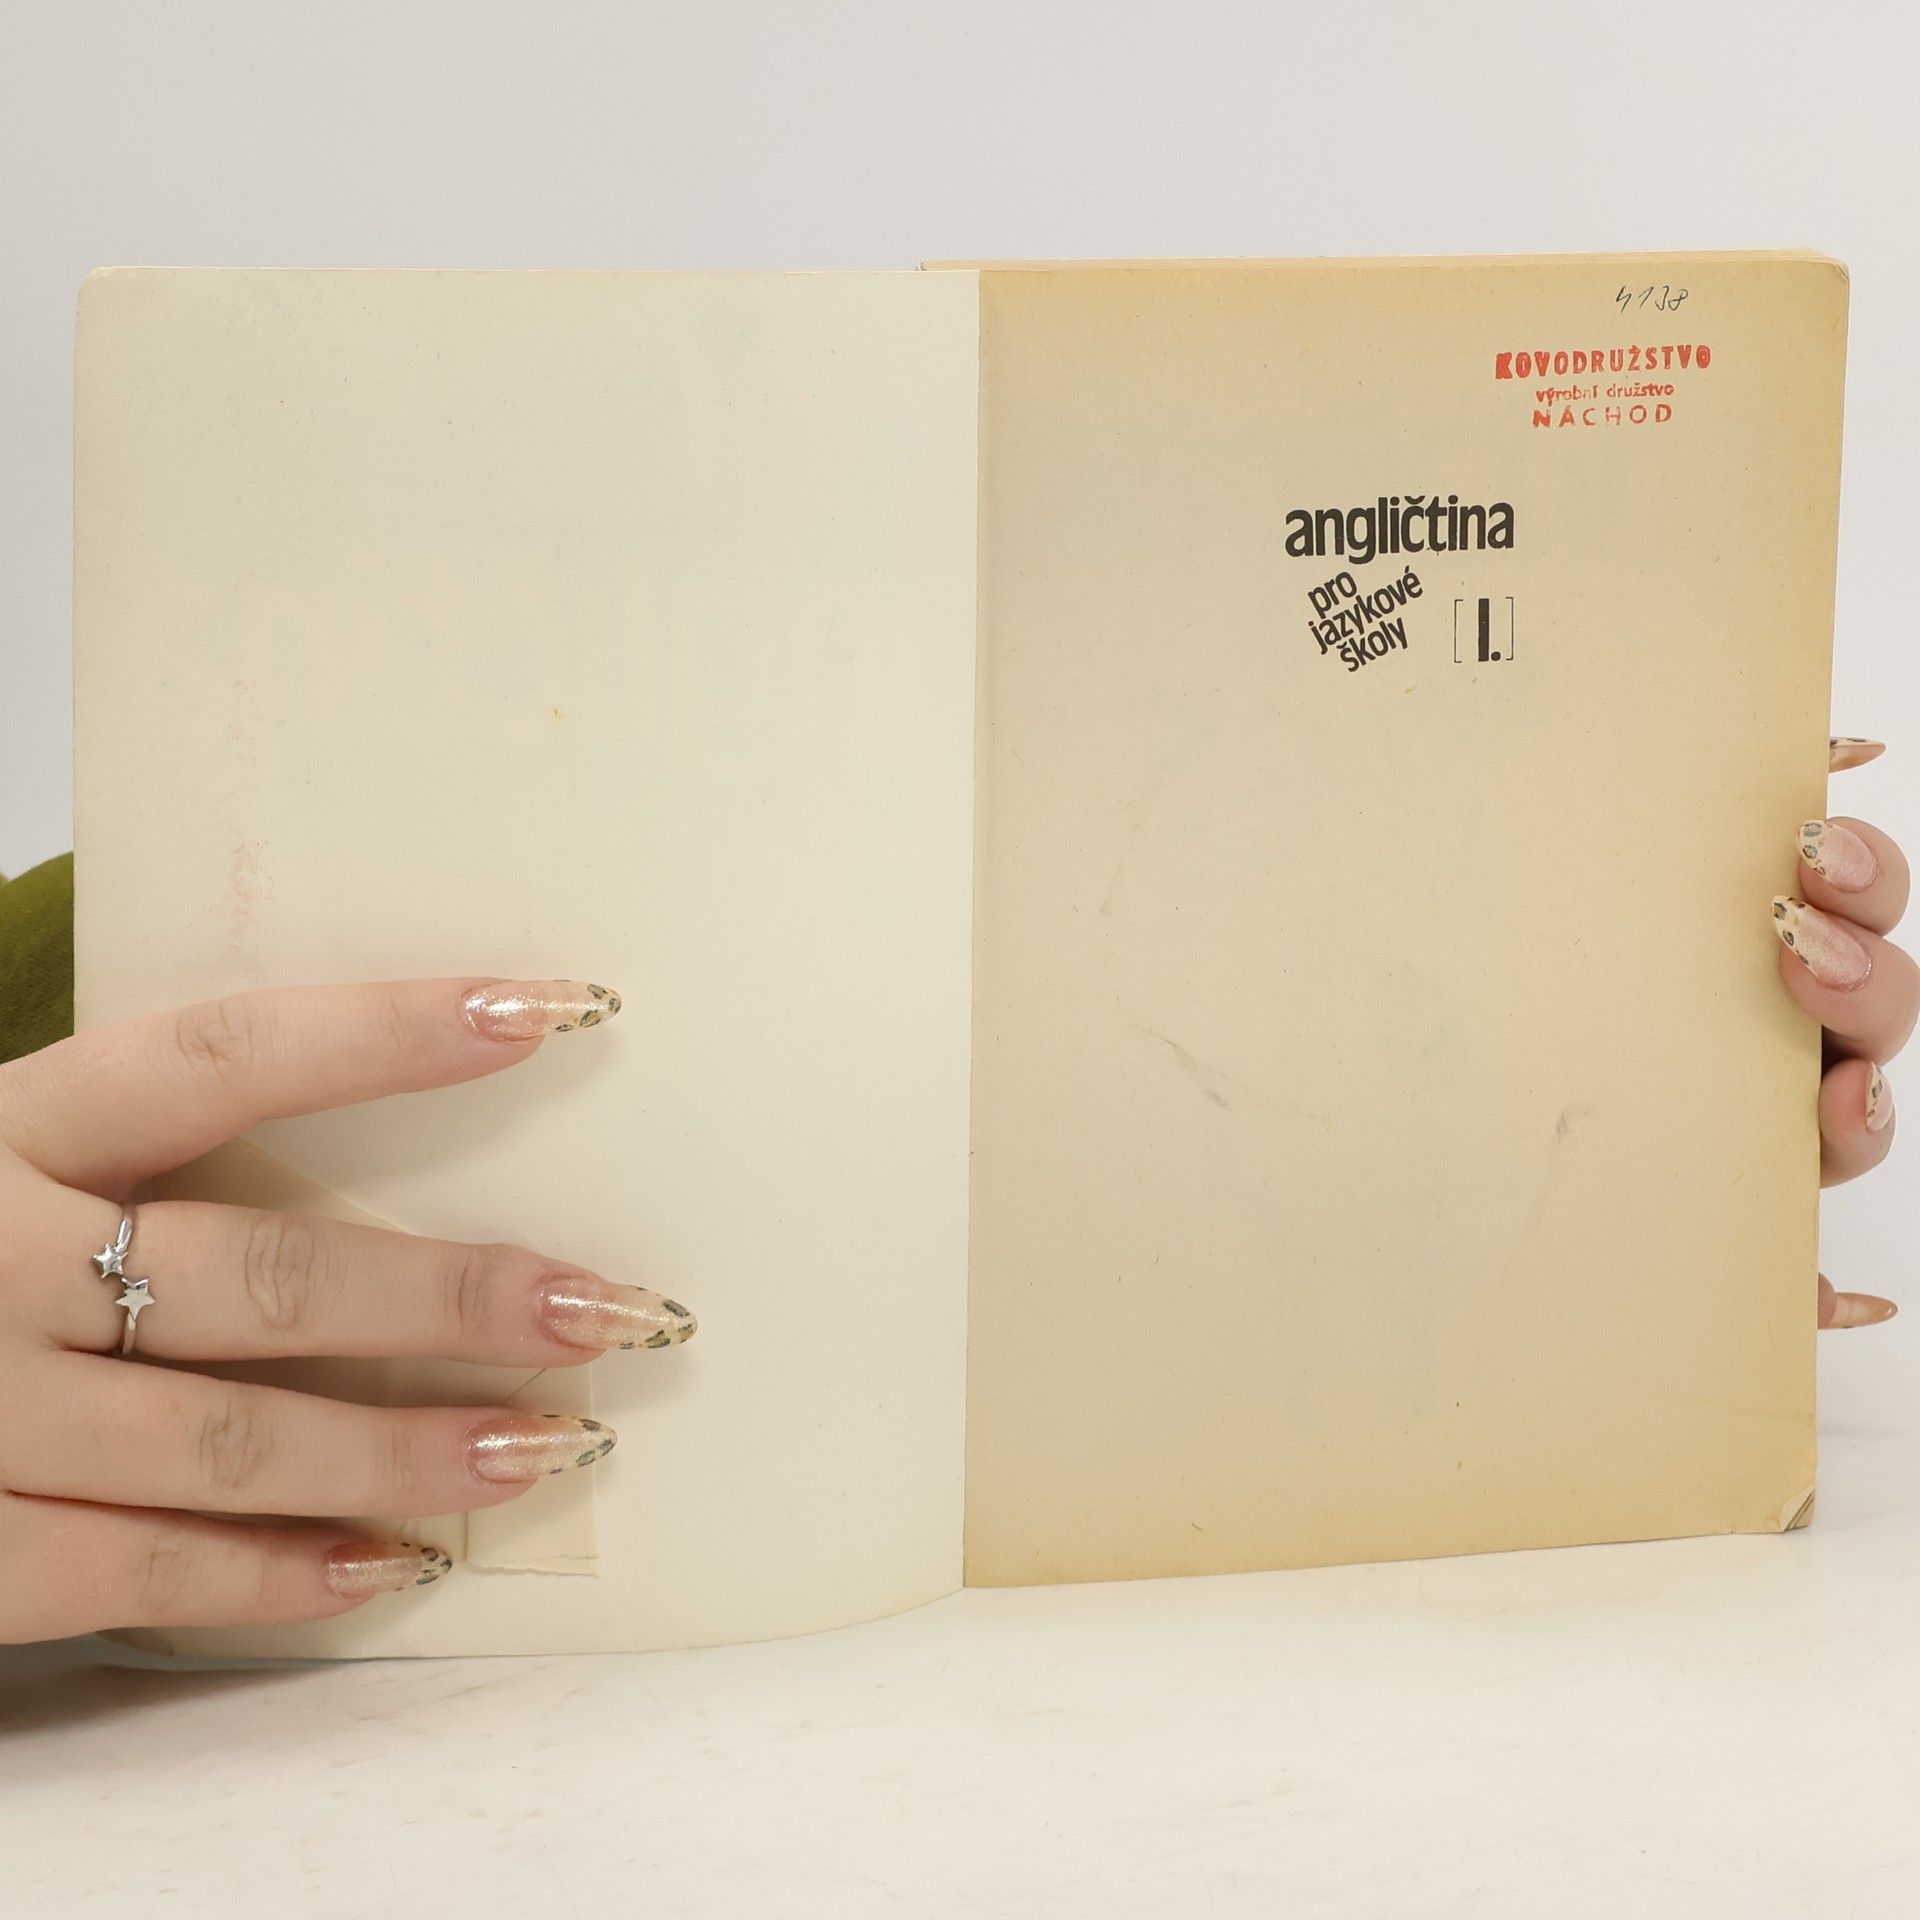 4138
KOVODRUŽSTVO
výrobní družstvo
NÁCHOD
angličtina
pro
jazykové
školy
[I.]